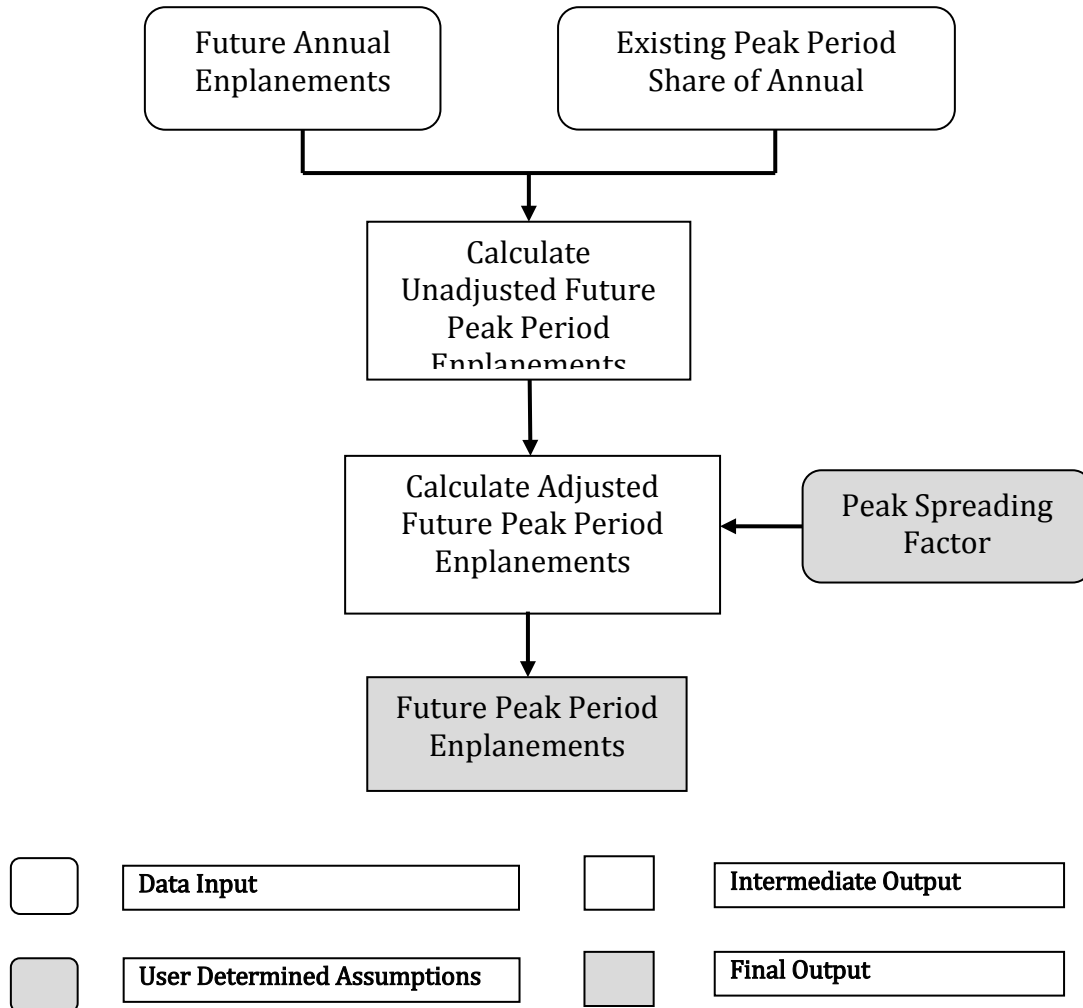 Future Annual
Enplanements
Existing Peak Period
Share of Annual
Calculate
Unadjusted Future
Peak Period
Enplanements
Calculate Adjusted
Future Peak Period
Enplanements
Peak Spreading
Factor
Future Peak Period
Enplanements
Data Input
Intermediate Output
User Determined Assumptions
Final Output